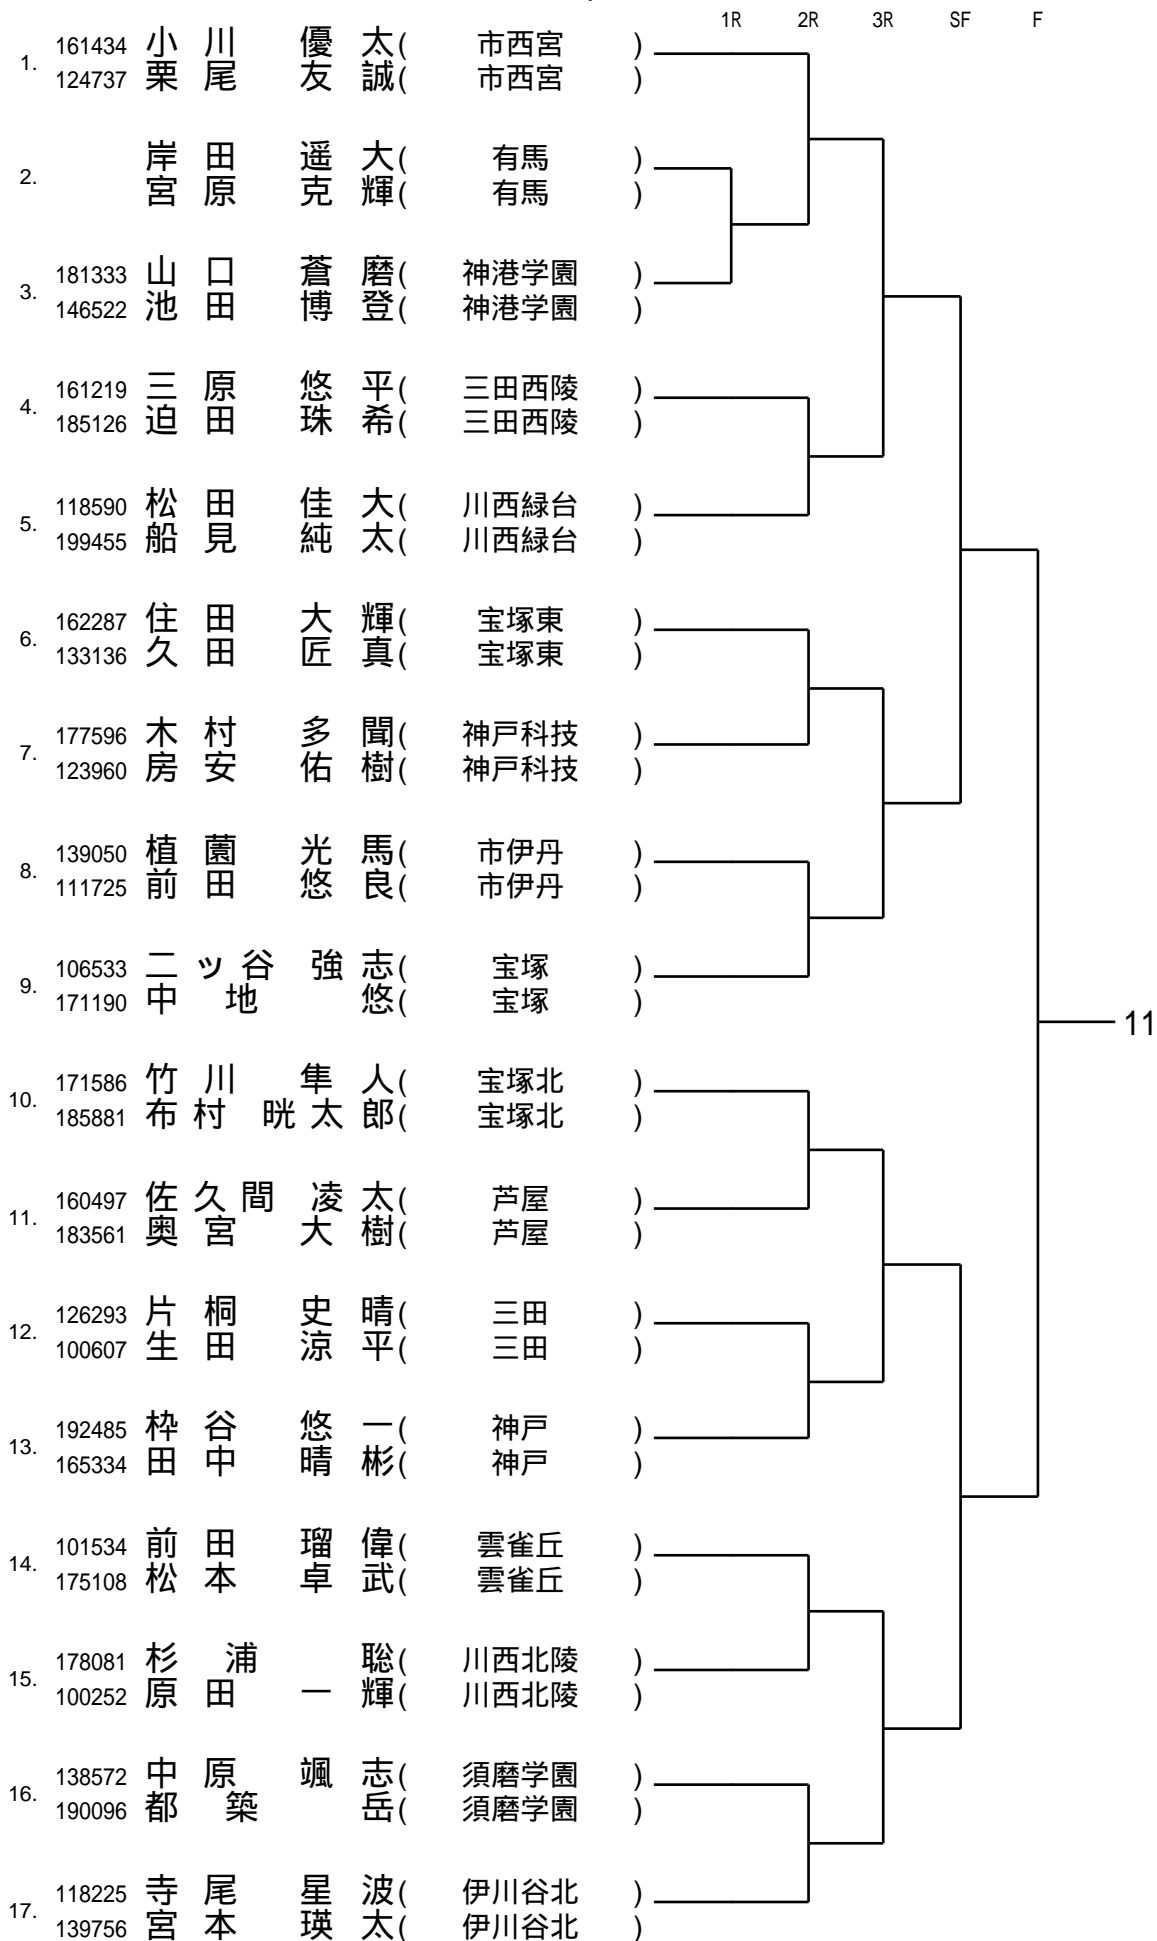 1R 2R 3R SF F
161434 小川 優太( 市西宮 )
1.
124737 栗尾 友誠( 市西宮 )
岸田 遥大( 有馬 )
2.
宮原 克輝( 有馬 )
181333 山口 蒼磨( 神港学園 )
3.
146522 池田 博登( 神港学園 )
161219 三原 悠平( 三田西陵 )
4.
185126 迫田 珠希( 三田西陵 )
118590 松田 佳大( 川西緑台 )
5.
199455 船見 純太( 川西緑台 )
162287 住田 大輝( 宝塚東 )
6.
133136 久田 匠真( 宝塚東 )
177596 木村 多聞( 神戸科技 )
7.
123960 房安 佑樹( 神戸科技 )
139050 植薗 光馬( 市伊丹 )
8.
111725 前田 悠良( 市伊丹 )
106533 二ッ谷 強志( 宝塚 )
9.
171190 中地 悠( 宝塚 )
11
171586 竹川 隼人( 宝塚北 )
10.
185881 布村 晄太郎( 宝塚北 )
160497 佐久間 凌太( 芦屋 )
11.
183561 奥宮 大樹( 芦屋 )
126293 片桐 史晴( 三田 )
12.
100607 生田 涼平( 三田 )
192485 枠谷 悠一( 神戸 )
13.
165334 田中 晴彬( 神戸 )
101534 前田 瑠偉( 雲雀丘 )
14.
175108 松本 卓武( 雲雀丘 )
178081 杉浦 聡( 川西北陵 )
15.
100252 原田 一輝( 川西北陵 )
138572 中原 颯志( 須磨学園 )
16.
190096 都築 岳( 須磨学園 )
118225 寺尾 星波( 伊川谷北 )
17.
139756 宮本 瑛太( 伊川谷北 )